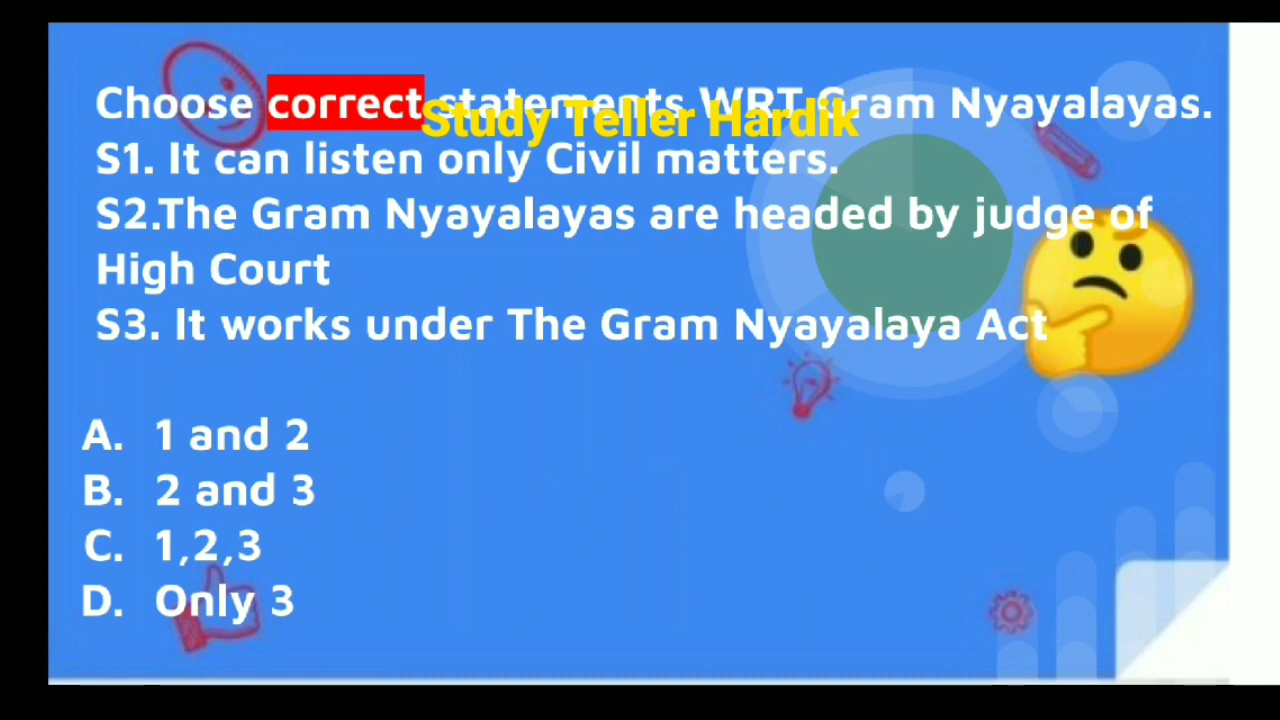 Choose correct statements WRT Gram Nyayalayas.
Study Teller Hardik
S1. It can listen only Civil matters.
S2.The Gram Nyayalayas are headed by judge of
High Court
S3. It works under The Gram Nyayalaya Act
A. 1 and 2
B. 2 and 3
C. 1,2,3
D. Only 3